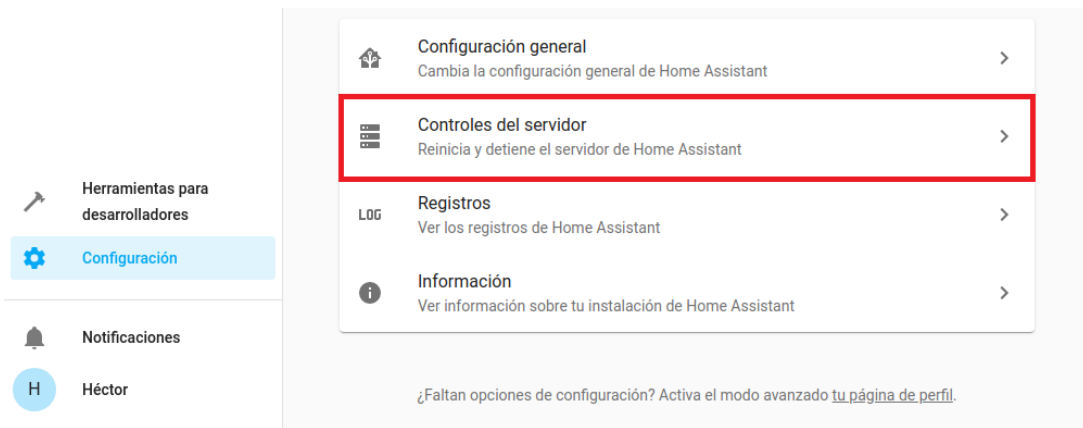 Herramientas para
desarrolladores
Configuración
Notificaciones
H
Héctor
Configuración general
Cambia la configuración general de Home Assistant
Controles del servidor
Reinicia y detiene el servidor de Home Assistant
LOG
Registros
Ver los registros de Home Assistant
Información
Ver información sobre tu instalación de Home Assistant
¿Faltan opciones de configuración? Activa el modo avanzado tu página de perfil.